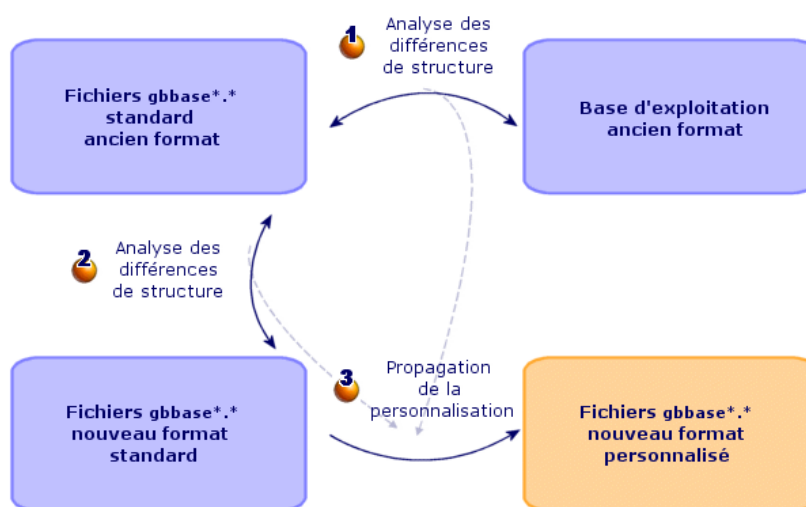 1
Analyse des
différences
de structure
Fichiers gbbase*.*
standard
ancien format
Base d'exploitation
ancien format
2
Analyse des
différences
de structure
3
Propagation
de la
personnalisation
Fichiers gbbase*.*
nouveau format
standard
Fichiers gbbase*.*
nouveau format
personnalisé